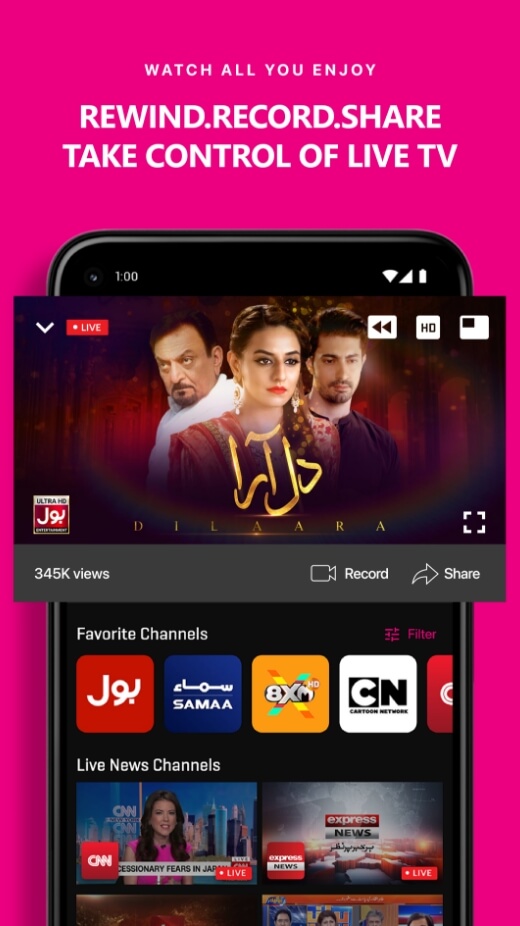 WATCH ALL YOU ENJOY
REWIND.RECORD.SHARE
TAKE CONTROL OF LIVE TV
1:00
LIVE
HD
دل آرا
DILAARA
ULTRA HD
بول
ENTERTAINMENT
345K views
Record
Share
Favorite Channels
Filter
بول
سماء
SAMAA
8XM HD
CN
CARTOON NETWORK
Live News Channels
CNN
CNN
CESSIONARY FEARS IN JAPAN
LIVE
express
NEWS
express
NEWS
LIVE